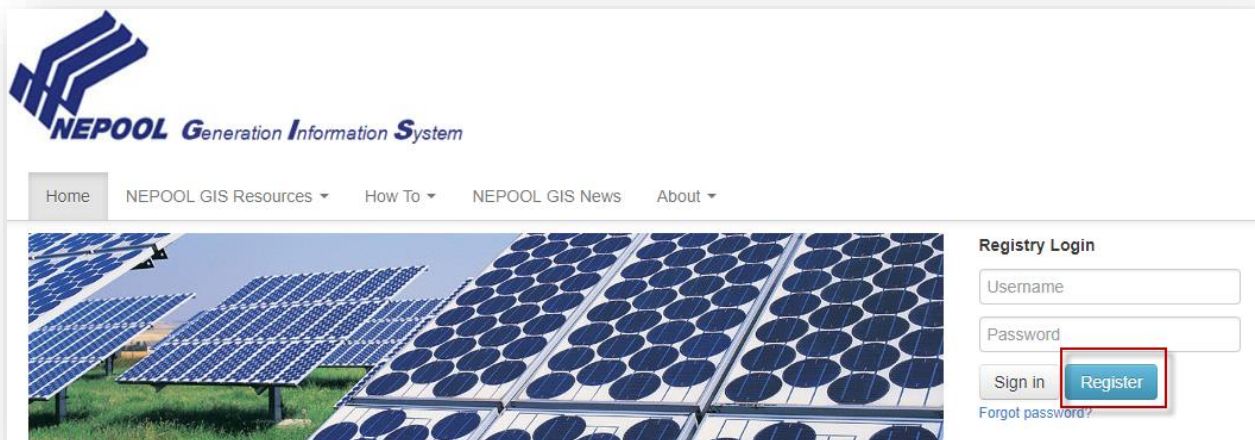 NEPOOL Generation Information System
Home NEPOOL GIS Resources How To NEPOOL GIS News About
Registry Login
Username
Password
Sign in Register
Forgot password?